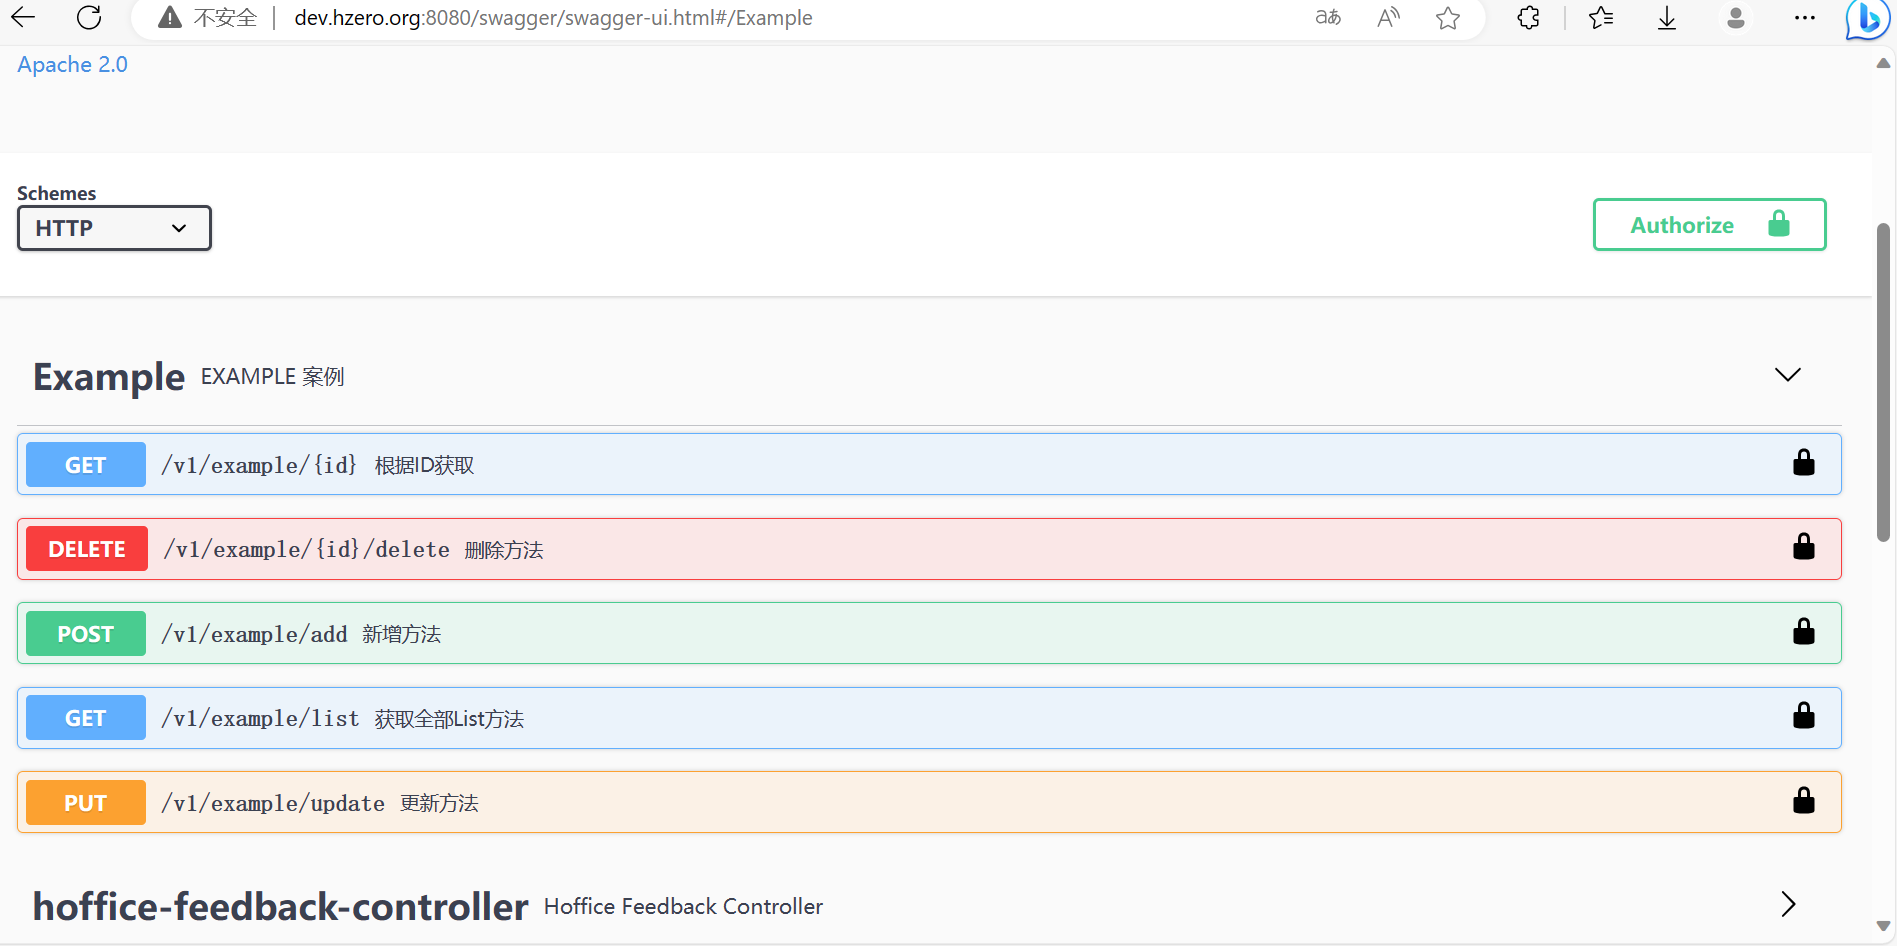 不安全 dev.hzero.org:8080/swagger/swagger-ui.html#/Example
Apache 2.0
Schemes
HTTP
Authorize
Example EXAMPLE 案例
GET /v1/example/{id} 根据ID获取
DELETE /v1/example/{id}/delete 删除方法
POST /v1/example/add 新增方法
GET /v1/example/list 获取全部List方法
PUT /v1/example/update 更新方法
hoffice-feedback-controller Hoffice Feedback Controller